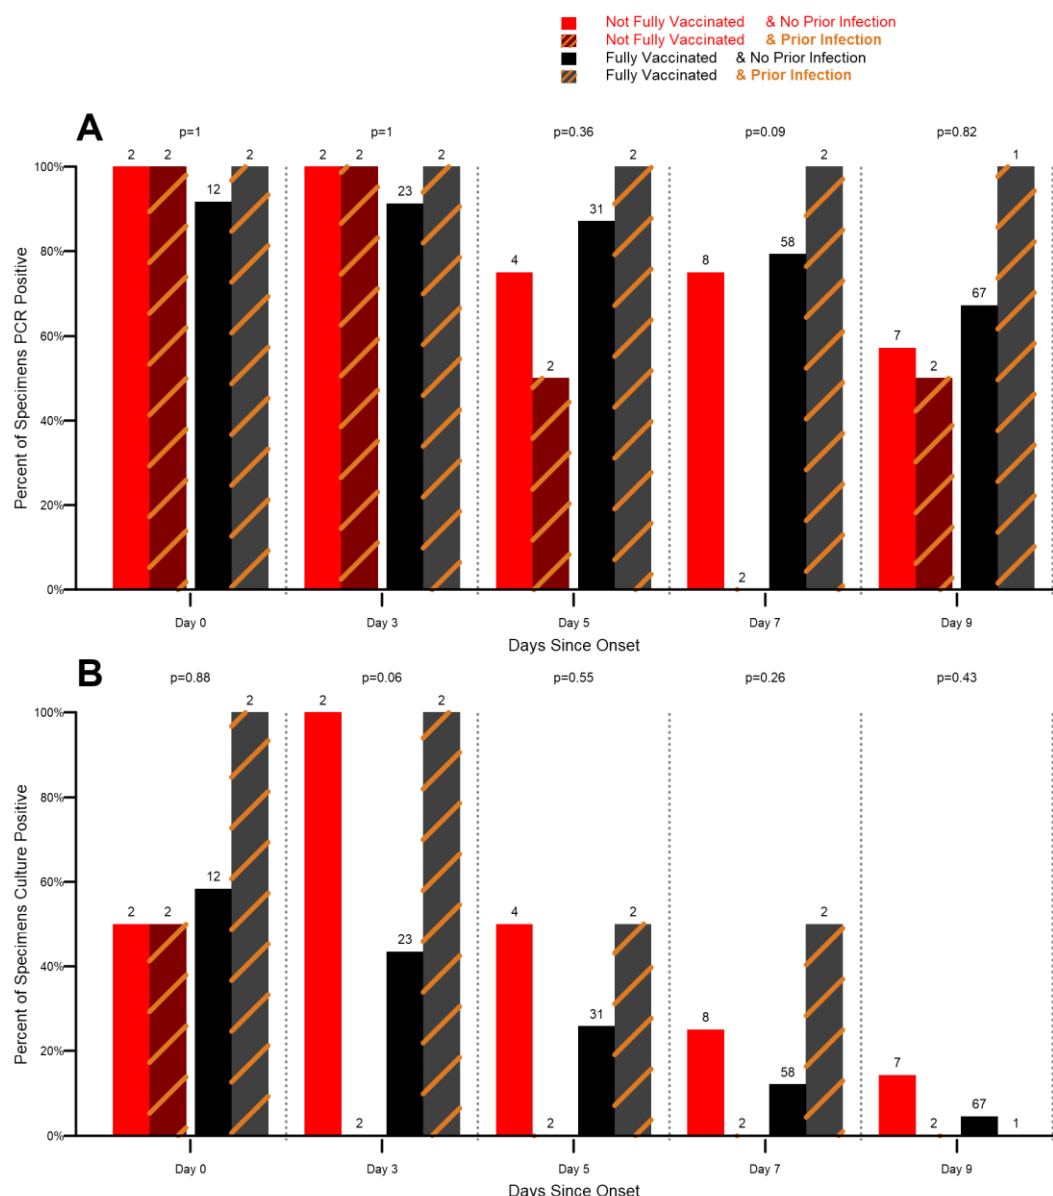 Not Fully Vaccinated & No Prior Infection
Not Fully Vaccinated & Prior Infection
Fully Vaccinated & No Prior Infection
Fully Vaccinated & Prior Infection
A
p=1 p=1 p=0.36 p=0.09 p=0.82
Percent of Specimens PCR Positive
100%
80%
60%
40%
20%
0%
2 2 12 2
2 2 23 2
4 2 31 2
8 2 58 2
7 2 67 1
Day 0 Day 3 Day 5 Day 7 Day 9
Days Since Onset
B
p=0.88 p=0.06 p=0.55 p=0.26 p=0.43
Percent of Specimens Culture Positive
100%
80%
60%
40%
20%
0%
2 2 12 2
2 2 23 2
4 2 31 2
8 2 58 2
7 2 67 1
Day 0 Day 3 Day 5 Day 7 Day 9
Days Since Onset